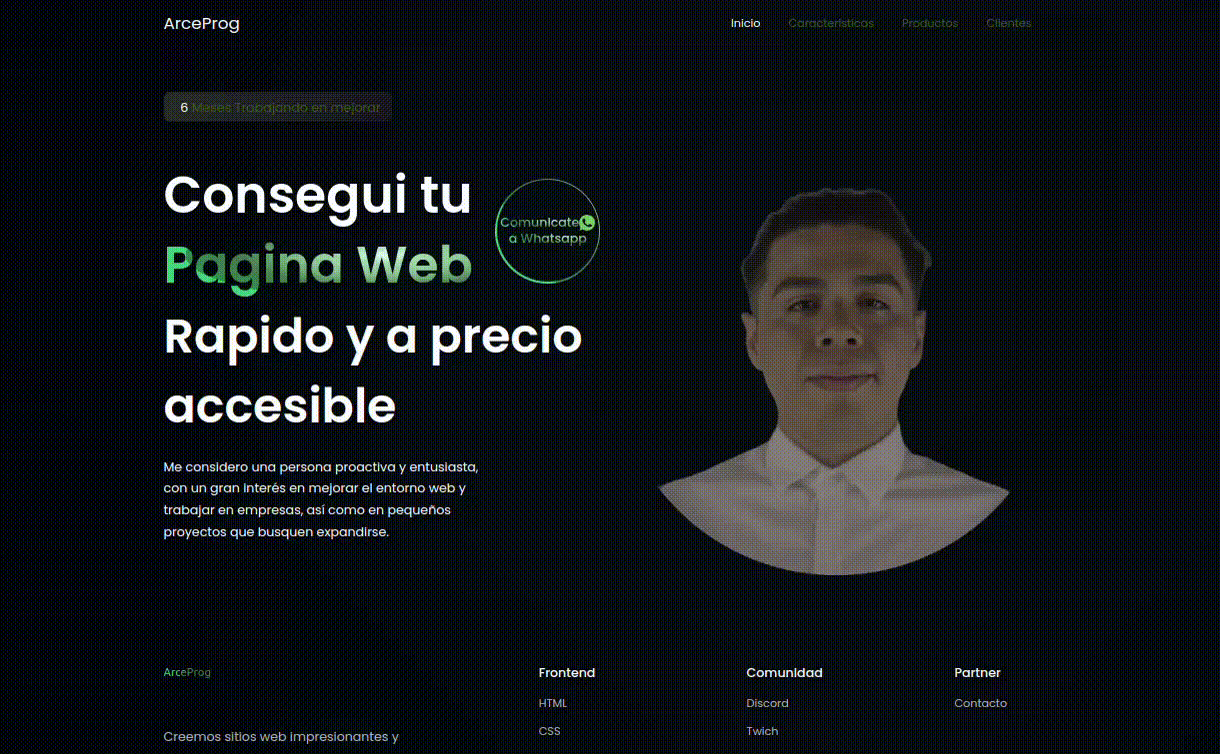 ArceProg
Inicio Características Productos Clientes
6 Meses Trabajando en mejorar
Consegui tu
Pagina Web
Rapido y a precio
accesible
Comunicate
a Whatsapp
Me considero una persona proactiva y entusiasta,
con un gran interés en mejorar el entorno web y
trabajar en empresas, así como en pequeños
proyectos que busquen expandirse.
ArceProg
Creemos sitios web impresionantes y
Frontend
HTML
CSS
Comunidad
Discord
Twich
Partner
Contacto